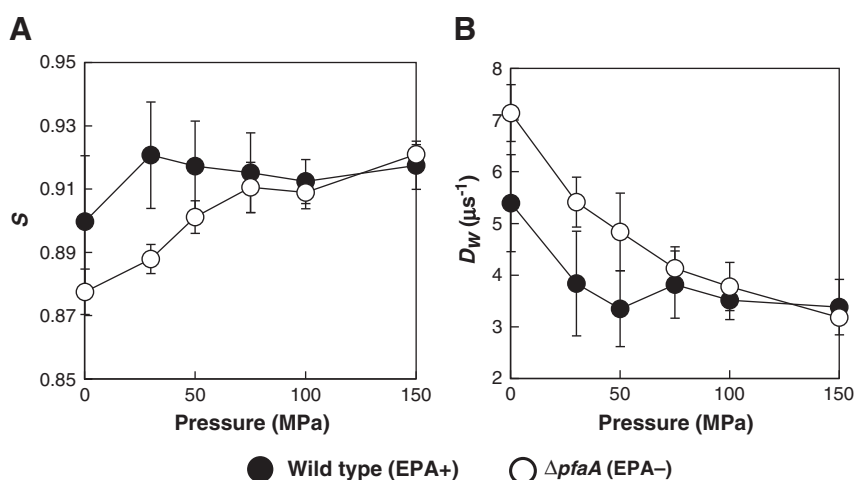 A
0.95
0.93
0.91
0.89
0.87
0.85
S
0
50
100
150
Pressure (MPa)
B
8
7
6
5
4
3
2
D_W (μs⁻¹)
0
50
100
150
Pressure (MPa)
Wild type (EPA+)
ΔpfaA (EPA–)